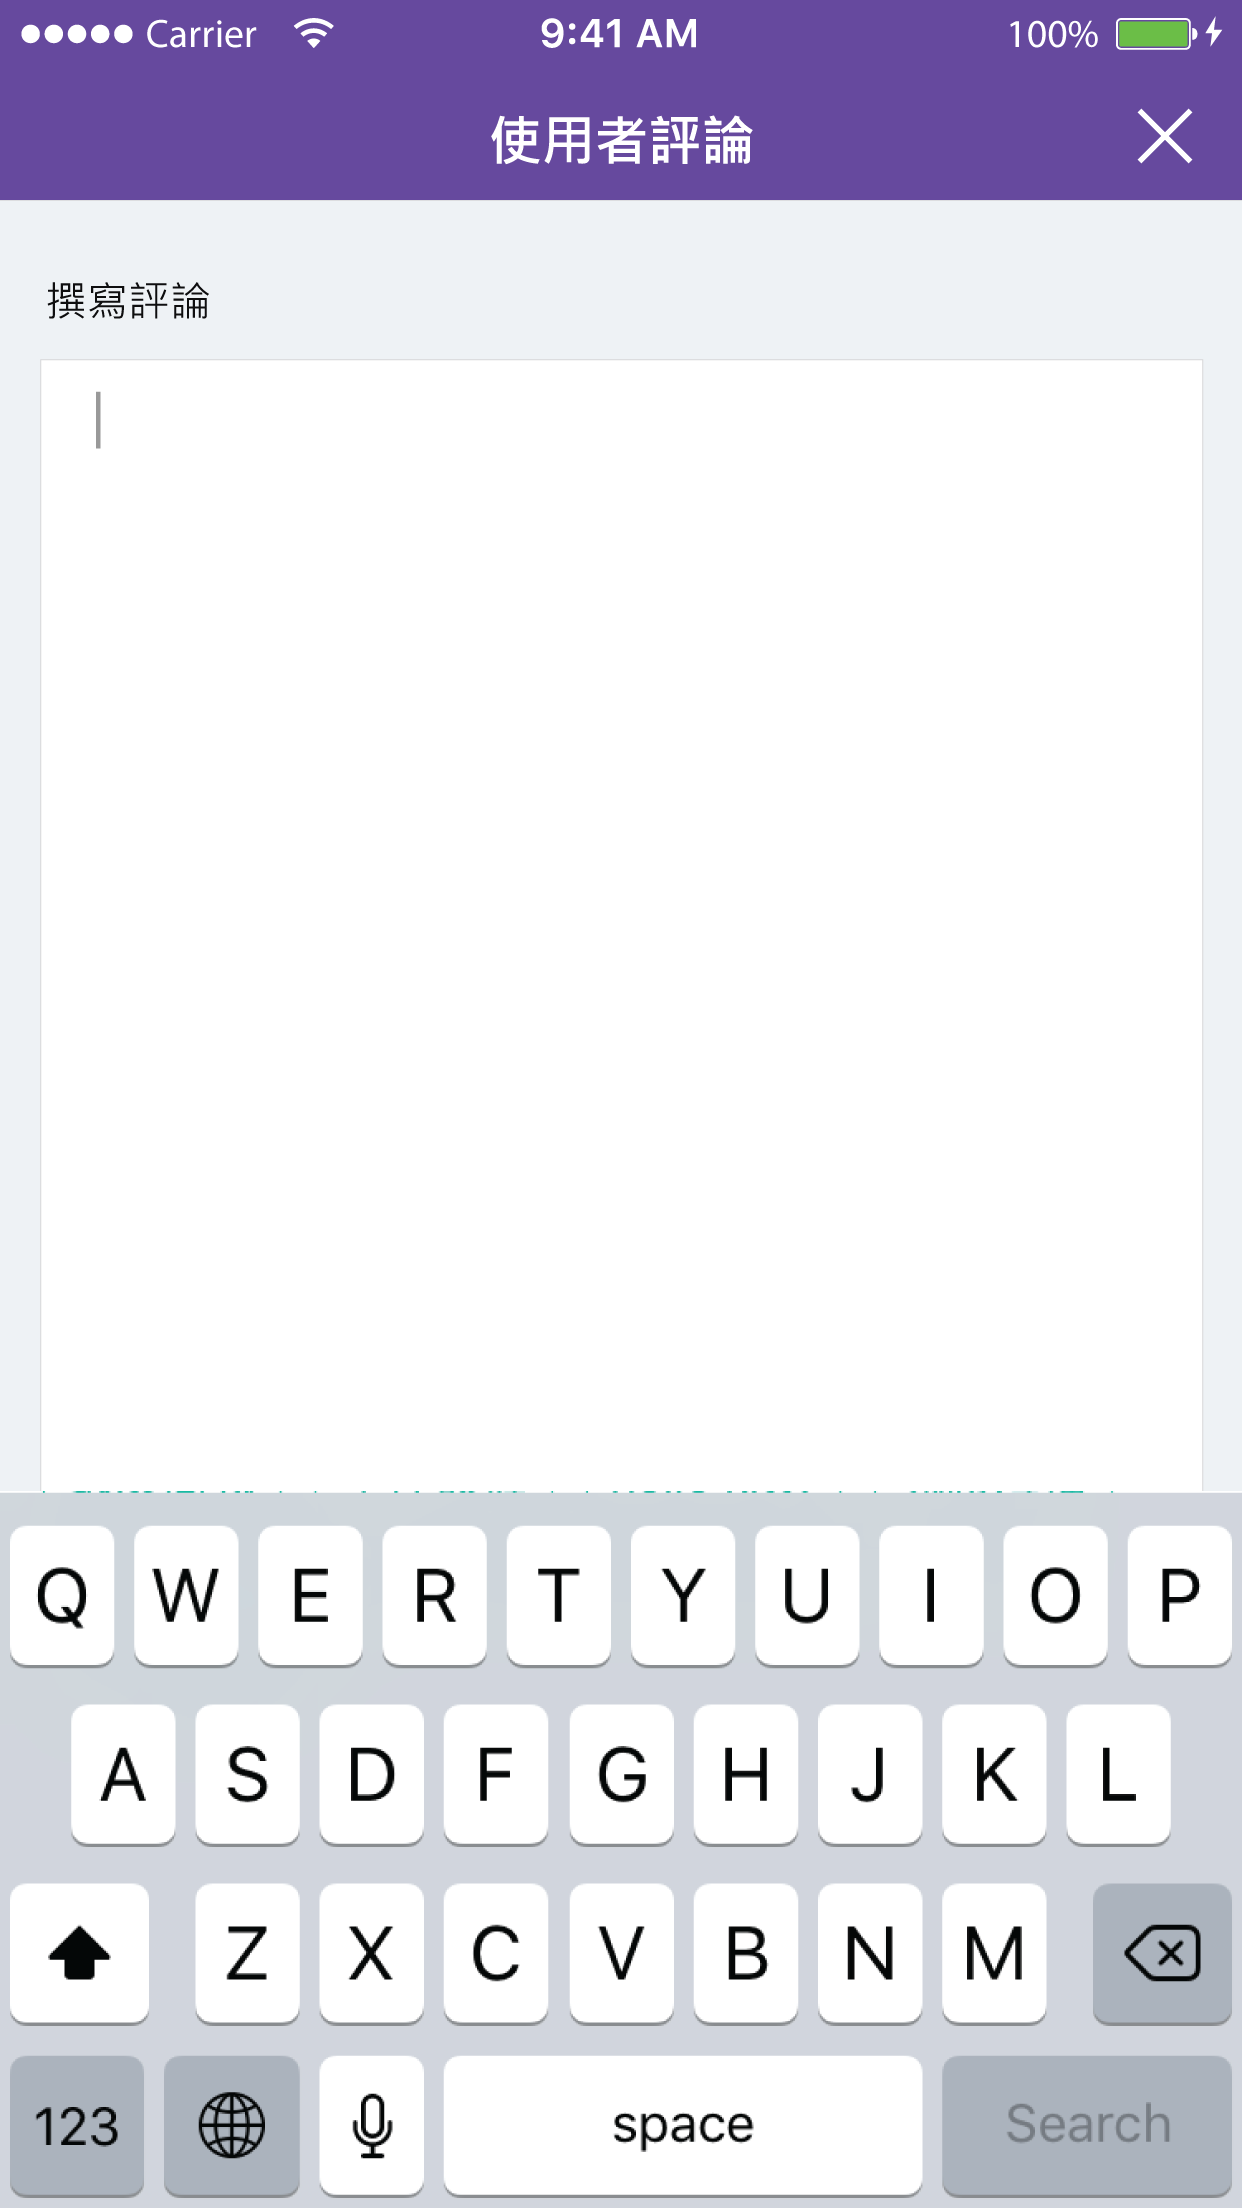 Carrier 9:41 AM 100%
使用者評論
撰寫評論
Q W E R T Y U I O P
A S D F G H J K L
Z X C V B N M
123 space Search